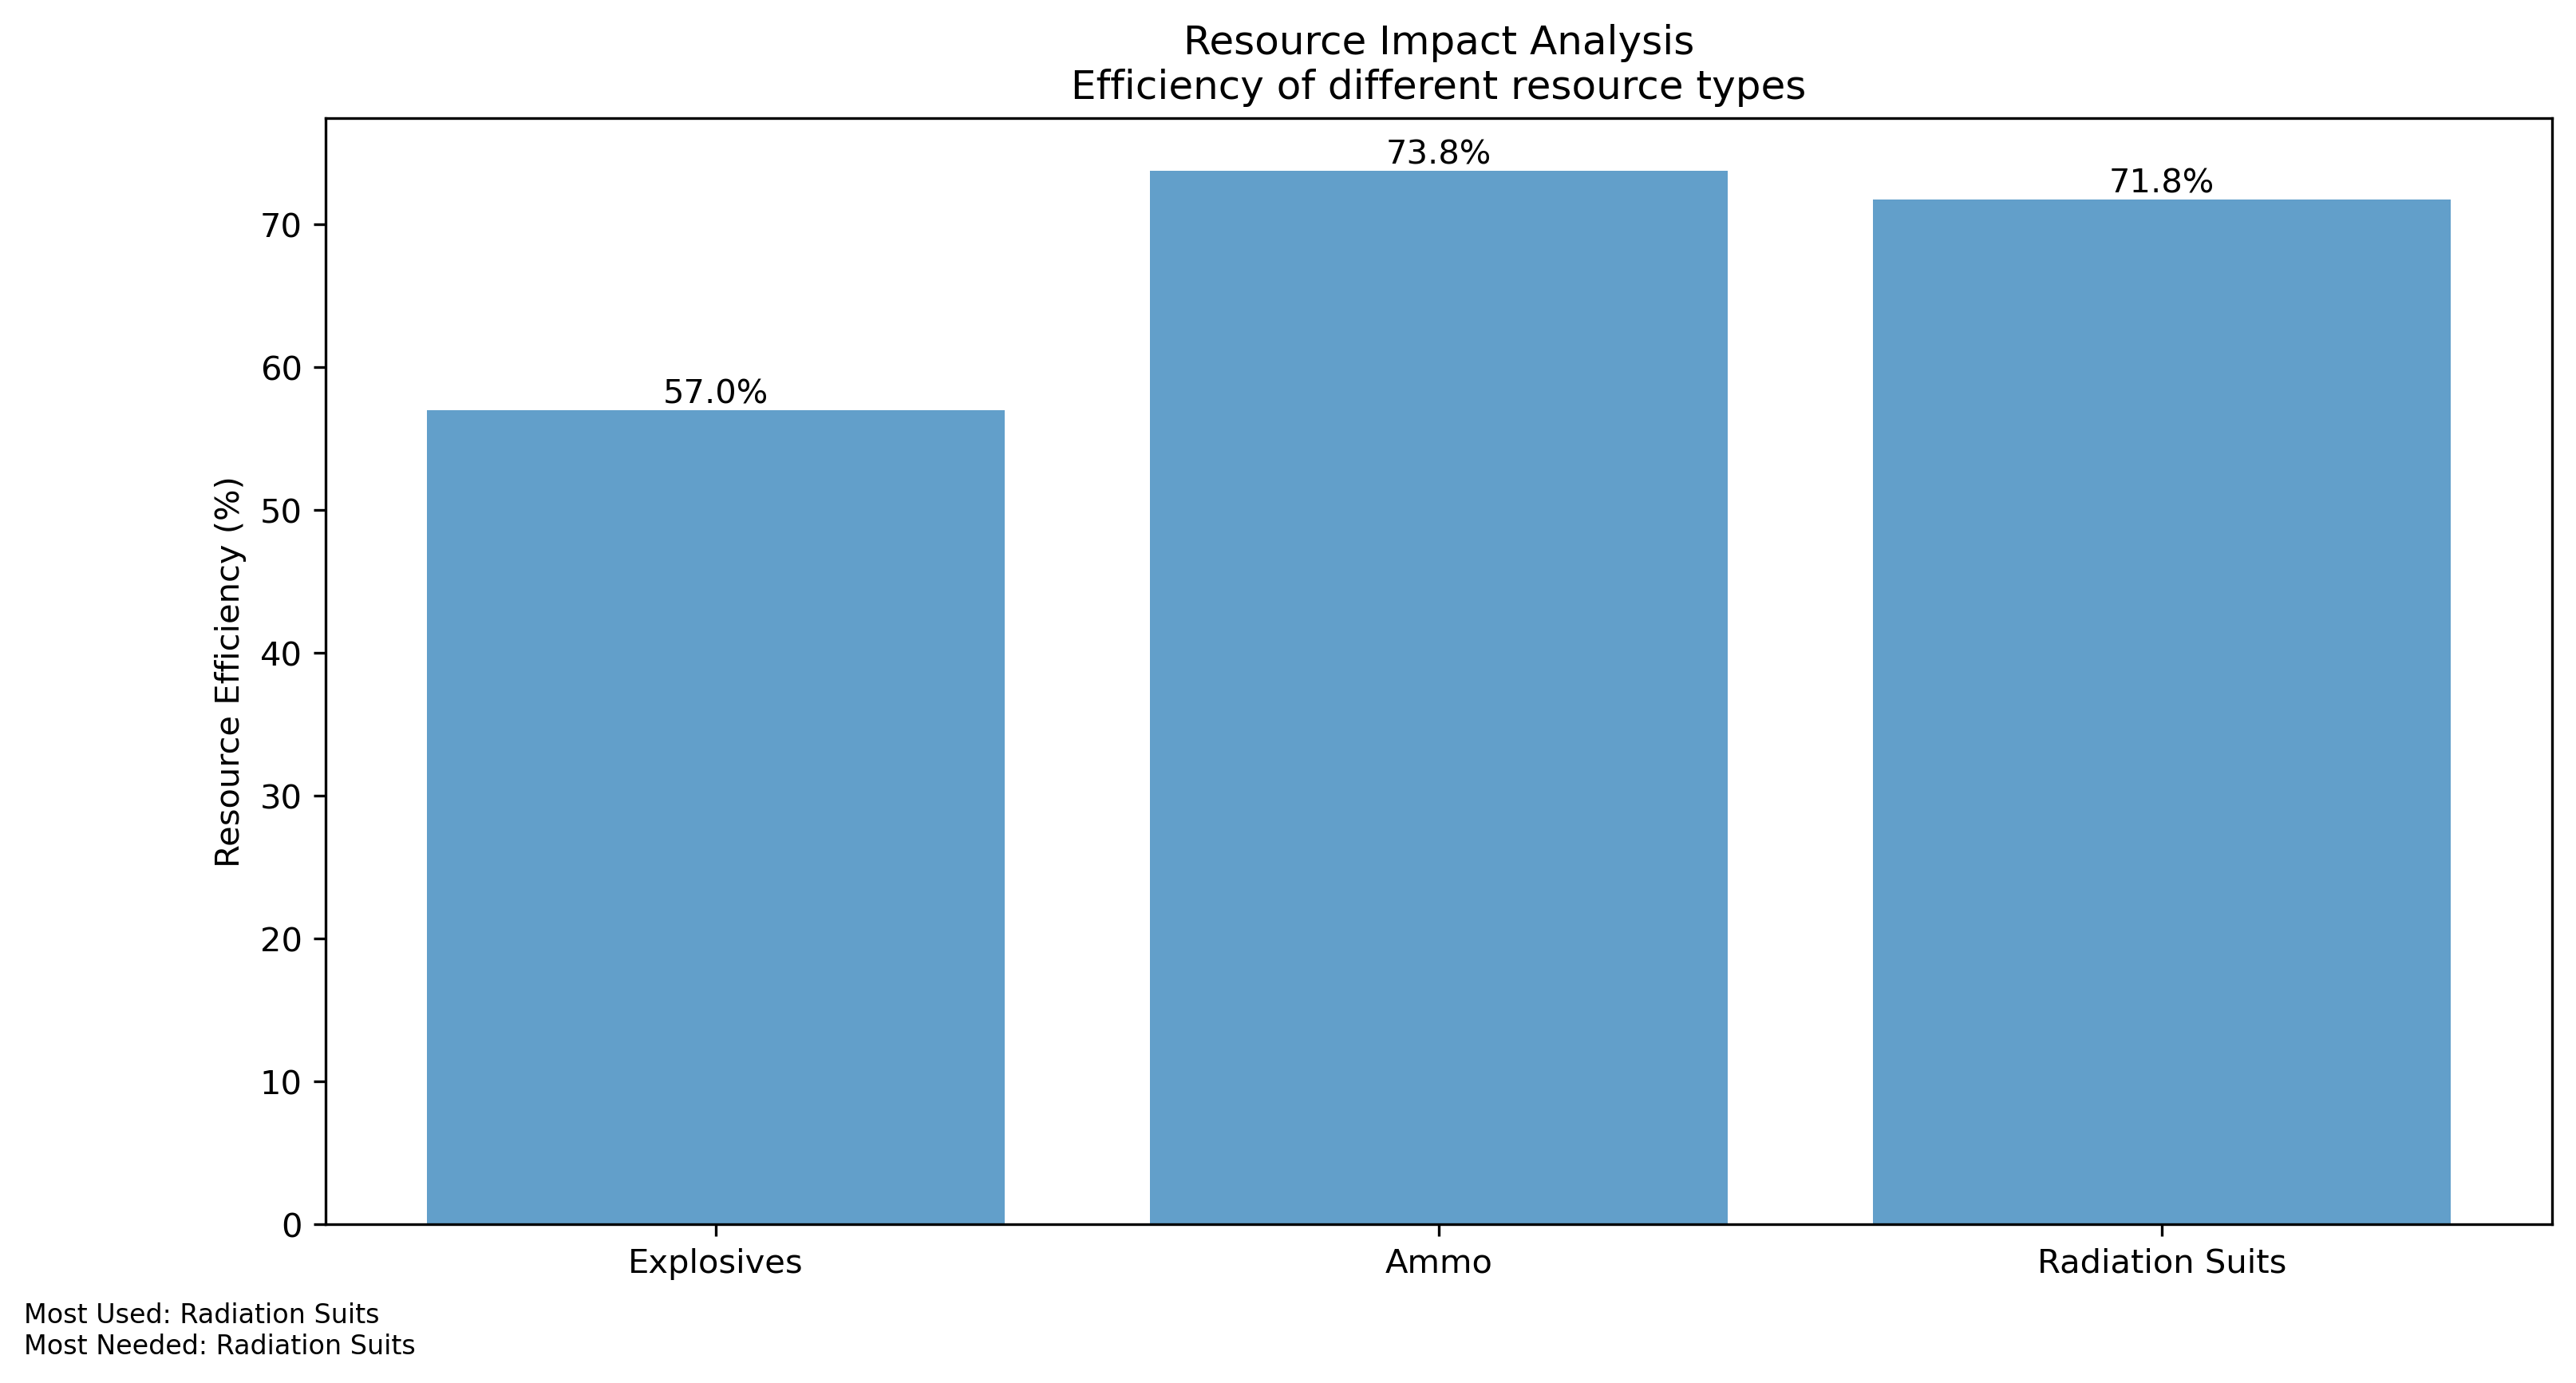 Resource Impact Analysis
Efficiency of different resource types
73.8%
71.8%
57.0%
Resource Efficiency (%)
70
60
50
40
30
20
10
0
Explosives
Ammo
Radiation Suits
Most Used: Radiation Suits
Most Needed: Radiation Suits